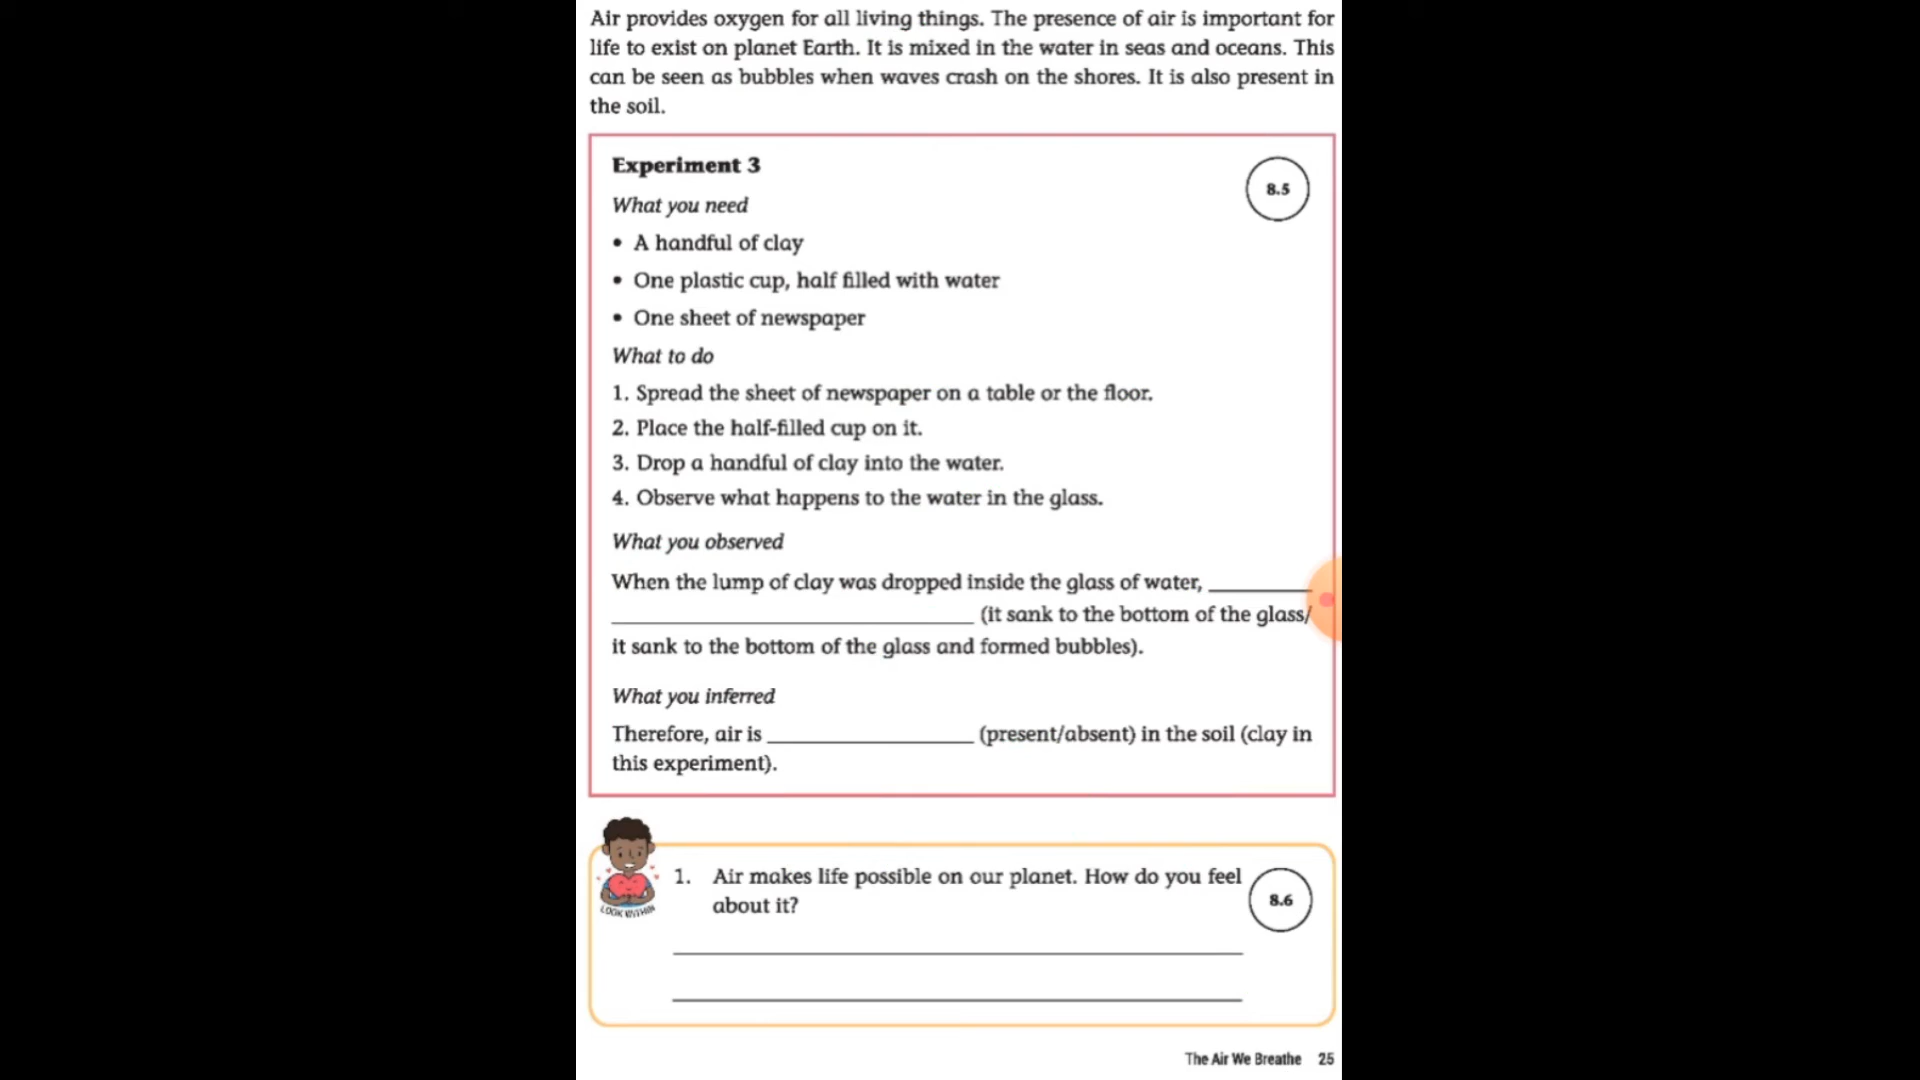 Air provides oxygen for all living things. The presence of air is important for
life to exist on planet Earth. It is mixed in the water in seas and oceans. This
can be seen as bubbles when waves crash on the shores. It is also present in
the soil.
Experiment 3
8.5
What you need
• A handful of clay
• One plastic cup, half filled with water
• One sheet of newspaper
What to do
1. Spread the sheet of newspaper on a table or the floor.
2. Place the half-filled cup on it.
3. Drop a handful of clay into the water.
4. Observe what happens to the water in the glass.
What you observed
When the lump of clay was dropped inside the glass of water, __________
____________________ (it sank to the bottom of the glass/
it sank to the bottom of the glass and formed bubbles).
What you inferred
Therefore, air is ____________________ (present/absent) in the soil (clay in
this experiment).
1. Air makes life possible on our planet. How do you feel
about it?
8.6
LOOK WITHIN
The Air We Breathe 25